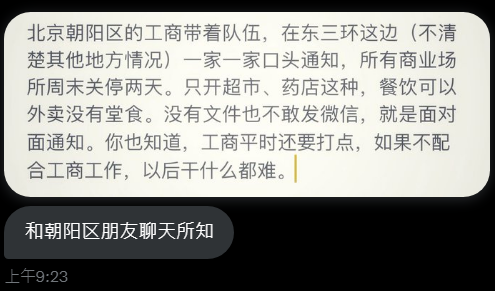 北京朝阳区的工商带着队伍，在东三环这边（不清
楚其他地方情况）一家一家口头通知，所有商业场
所周末关停两天。只开超市、药店这种，餐饮可以
外卖没有堂食。没有文件也不敢发微信，就是面对
面通知。你也知道，工商平时还要打点，如果不配
合工商工作，以后干什么都难。
和朝阳区朋友聊天所知
上午9:23